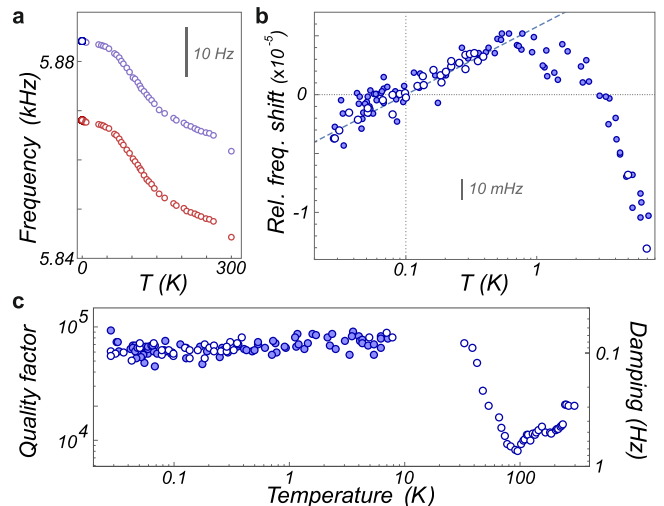 a
10 Hz
5.88
5.84
Frequency (kHz)
0
300
T (K)
b
10 mHz
0
-1
Rel. freq. shift (x10⁻⁵)
0.1
1
T (K)
c
10⁵
10⁴
Quality factor
0.1
1
Damping (Hz)
0.1
1
10
100
Temperature (K)